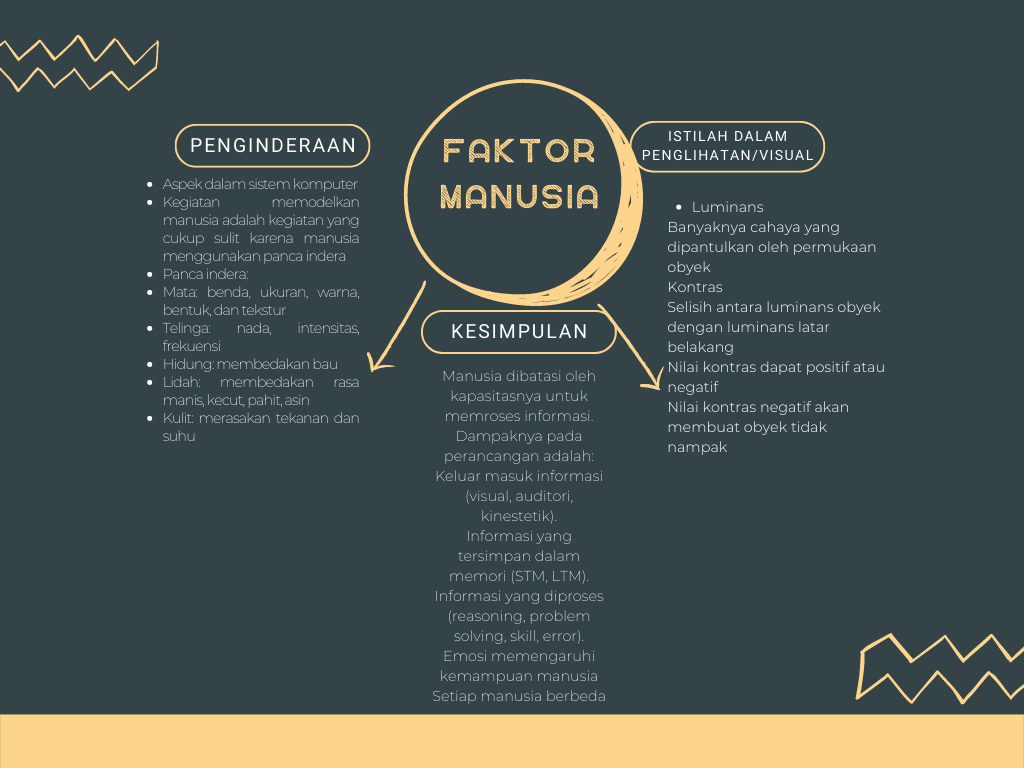 FAKTOR
MANUSIA
PENGINDERAAN
• Aspek dalam sistem komputer
• Kegiatan memodelkan
manusia adalah kegiatan yang
cukup sulit karena manusia
menggunakan panca indera
• Panca indera:
• Mata: benda, ukuran, warna,
bentuk, dan tekstur
• Telinga: nada, intensitas,
frekuensi
• Hidung: membedakan bau
• Lidah: membedakan rasa
manis, kecut, pahit, asin
• Kulit: merasakan tekanan dan
suhu
KESIMPULAN
Manusia dibatasi oleh
kapasitasnya untuk
memroses informasi.
Dampaknya pada
perancangan adalah:
Keluar masuk informasi
(visual, auditori,
kinestetik).
Informasi yang
tersimpan dalam
memori (STM, LTM).
Informasi yang diproses
(reasoning, problem
solving, skill, error).
Emosi memengaruhi
kemampuan manusia
Setiap manusia berbeda
ISTILAH DALAM
PENGLIHATAN/VISUAL
• Luminans
Banyaknya cahaya yang
dipantulkan oleh permukaan
obyek
Kontras
Selisih antara luminans obyek
dengan luminans latar
belakang
Nilai kontras dapat positif atau
negatif
Nilai kontras negatif akan
membuat obyek tidak
nampak